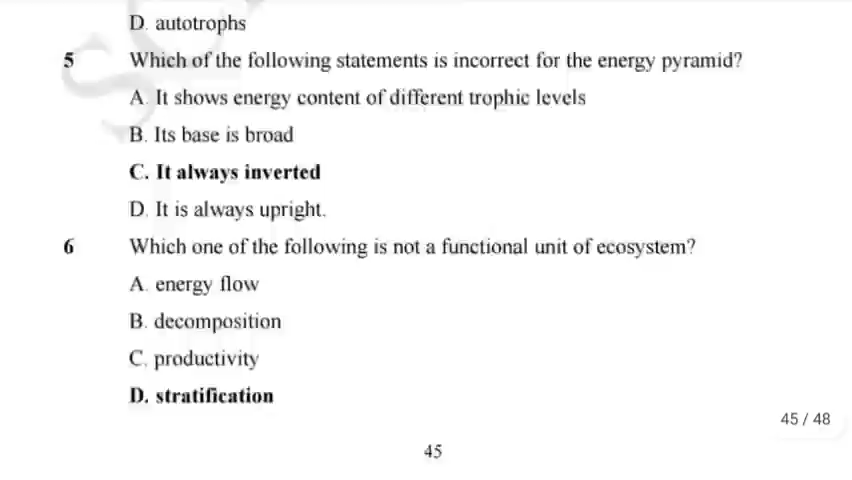 D. autotrophs
5 Which of the following statements is incorrect for the energy pyramid?
A. It shows energy content of different trophic levels
B. Its base is broad
C. It always inverted
D. It is always upright.
6 Which one of the following is not a functional unit of ecosystem?
A. energy flow
B. decomposition
C. productivity
D. stratification
45 / 48
45